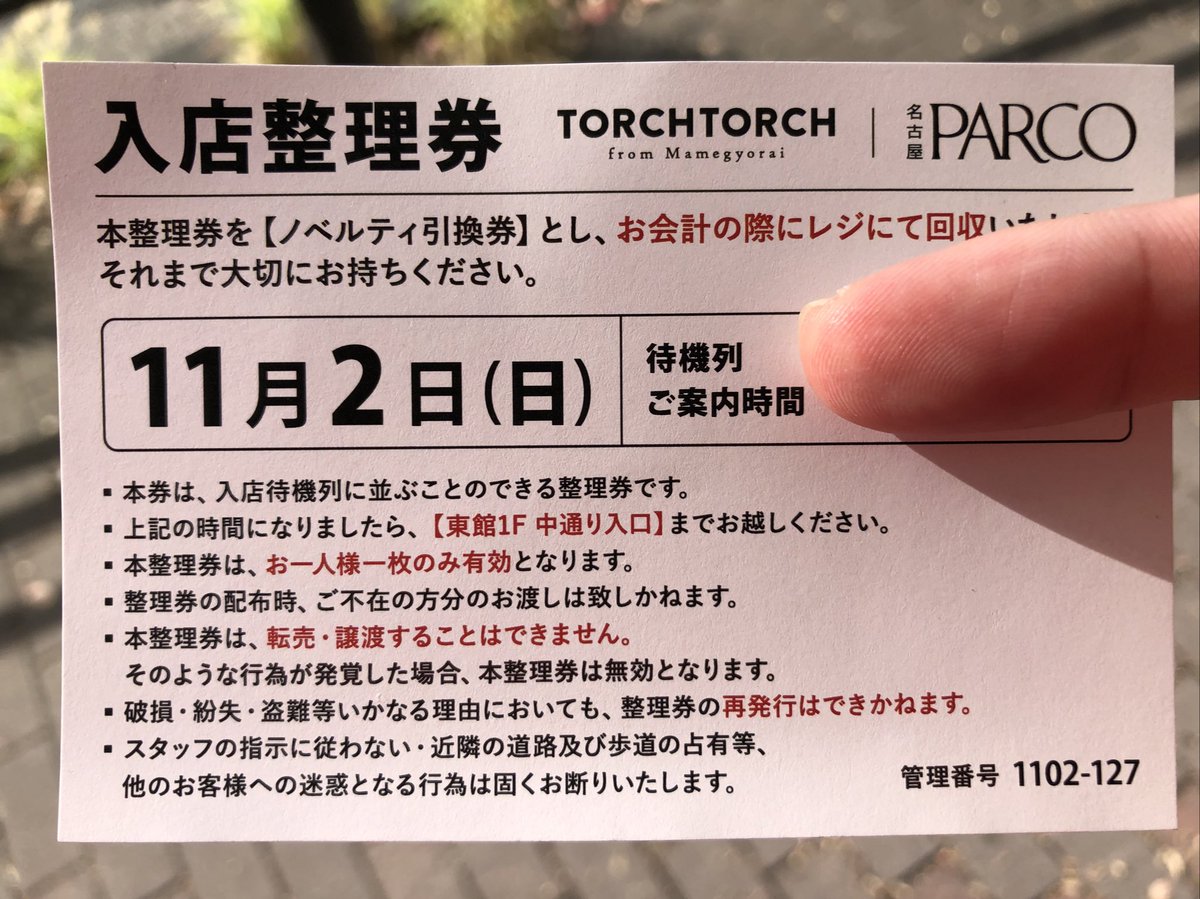 入店整理券
TORCHTORCH
from Mamegyorai
名古屋 PARCO
本整理券を【ノベルティ引換券】とし、お会計の際にレジにて回収い
それまで大切にお持ちください。
11月2日(日)
待機列
ご案内時間
▪ 本券は、入店待機列に並ぶことのできる整理券です。
▪ 上記の時間になりましたら、【東館1F 中通り入口】までお越しください。
▪ 本整理券は、お一人様一枚のみ有効となります。
▪ 整理券の配布時、ご不在の方分のお渡しは致しかねます。
▪ 本整理券は、転売・譲渡することはできません。
そのような行為が発覚した場合、本整理券は無効となります。
▪ 破損・紛失・盗難等いかなる理由においても、整理券の再発行はできかねます。
▪ スタッフの指示に従わない・近隣の道路及び歩道の占有等、
他のお客様への迷惑となる行為は固くお断りいたします。
管理番号 1102-127